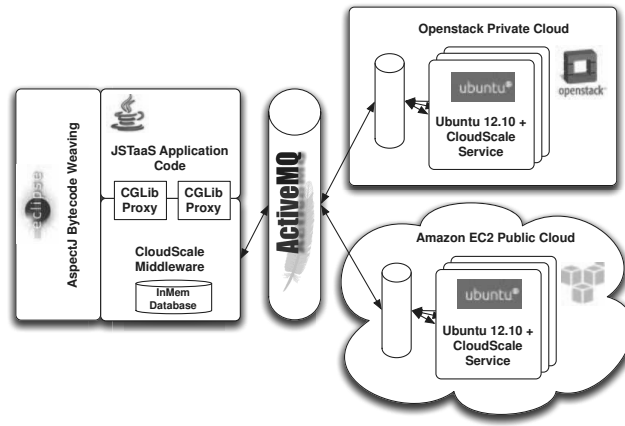 AspectJ Bytecode Weaving
eclipse
JSTaaS Application
Code
CGLib
Proxy
CGLib
Proxy
CloudScale
Middleware
InMem
Database
ActiveMQ
Openstack Private Cloud
ubuntu®
Ubuntu 12.10 +
CloudScale
Service
openstack
Amazon EC2 Public Cloud
ubuntu®
Ubuntu 12.10 +
CloudScale
Service